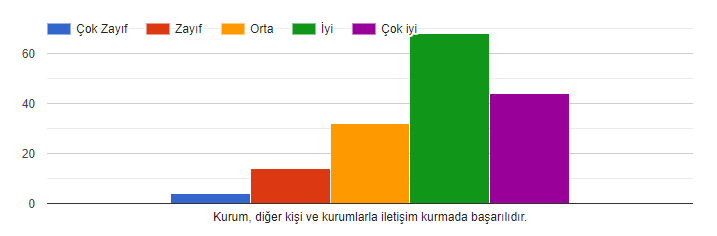 Çok Zayıf Zayıf Orta İyi Çok iyi
60
40
20
0
Kurum, diğer kişi ve kurumlarla iletişim kurmada başarılıdır.